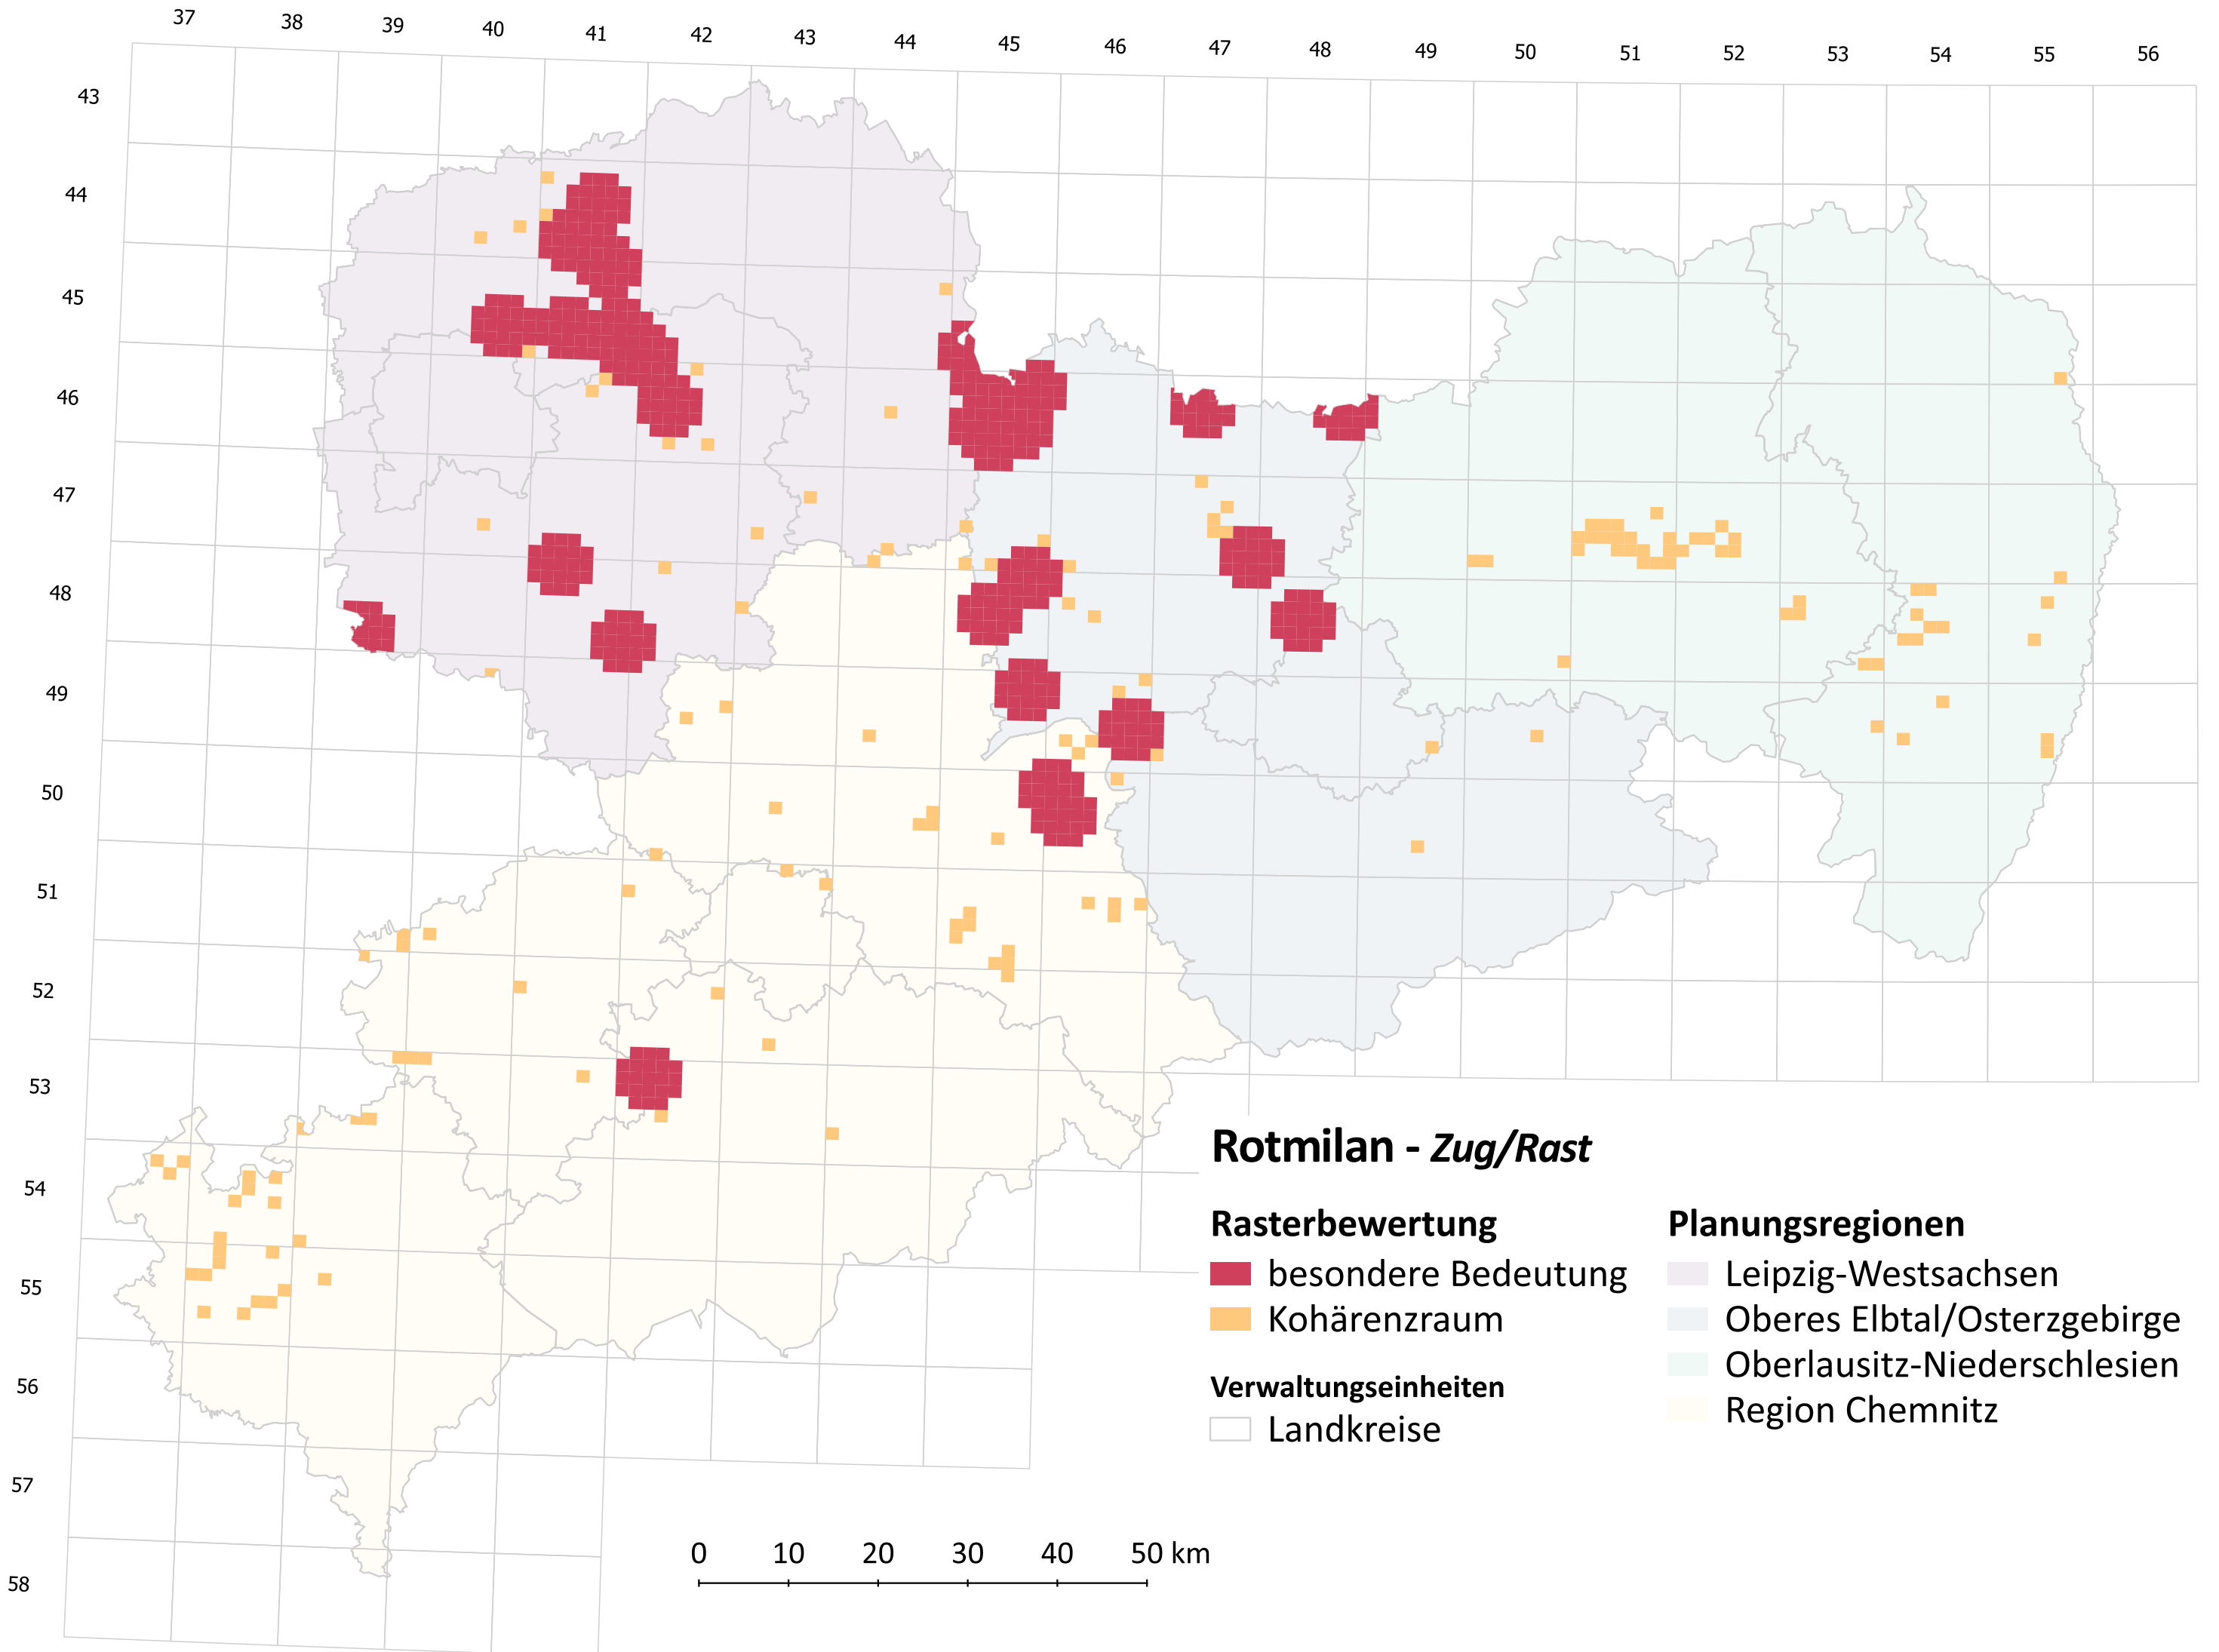 37 38 39 40 41 42 43 44 45 46 47 48 49 50 51 52 53 54 55 56
43
44
45
46
47
48
49
50
51
52
53
54
55
56
57
58
Rotmilan - Zug/Rast
Rasterbewertung
besondere Bedeutung
Kohärenzraum
Verwaltungseinheiten
Landkreise
Planungsregionen
Leipzig-Westsachsen
Oberes Elbtal/Osterzgebirge
Oberlausitz-Niederschlesien
Region Chemnitz
0 10 20 30 40 50 km